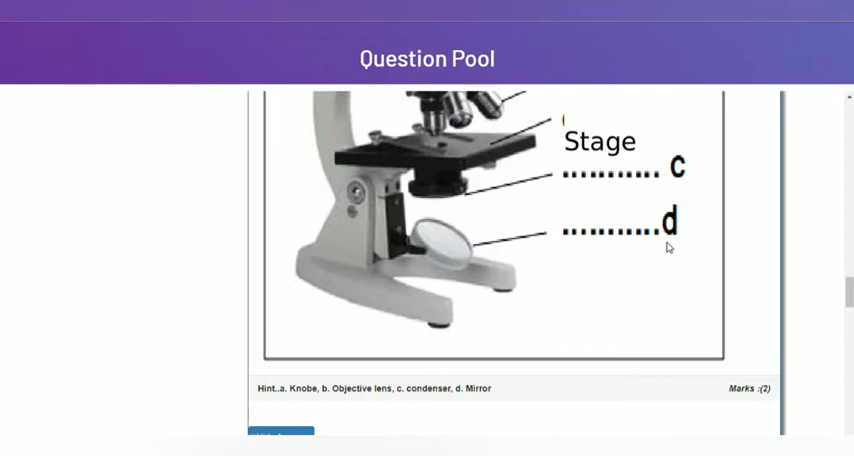 Question Pool
Stage
........... c
...........d
Hint..a. Knobe, b. Objective lens, c. condenser, d. Mirror
Marks :(2)